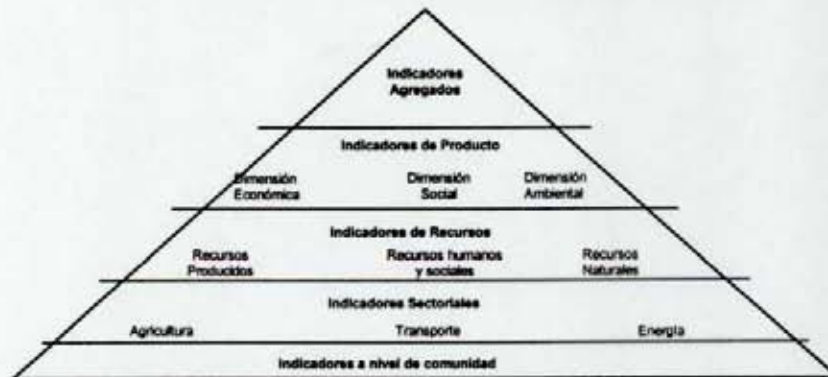 Indicadores
Agregados
Indicadores de Producto
Dimensión Dimensión Dimensión
Económica Social Ambiental
Indicadores de Recursos
Recursos Recursos humanos Recursos
Producidos y sociales Naturales
Indicadores Sectoriales
Agricultura Transporte Energía
Indicadores a nivel de comunidad